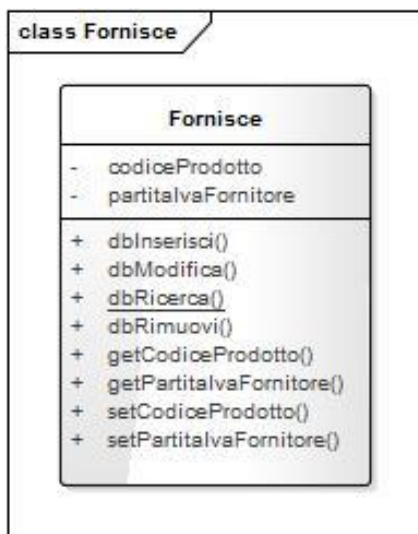 class Fornisce
Fornisce
- codiceProdotto
- partitaIvaFornitore
+ dbInserisci()
+ dbModifica()
+ dbRicerca()
+ dbRimuovi()
+ getCodiceProdotto()
+ getPartitaIvaFornitore()
+ setCodiceProdotto()
+ setPartitaIvaFornitore()